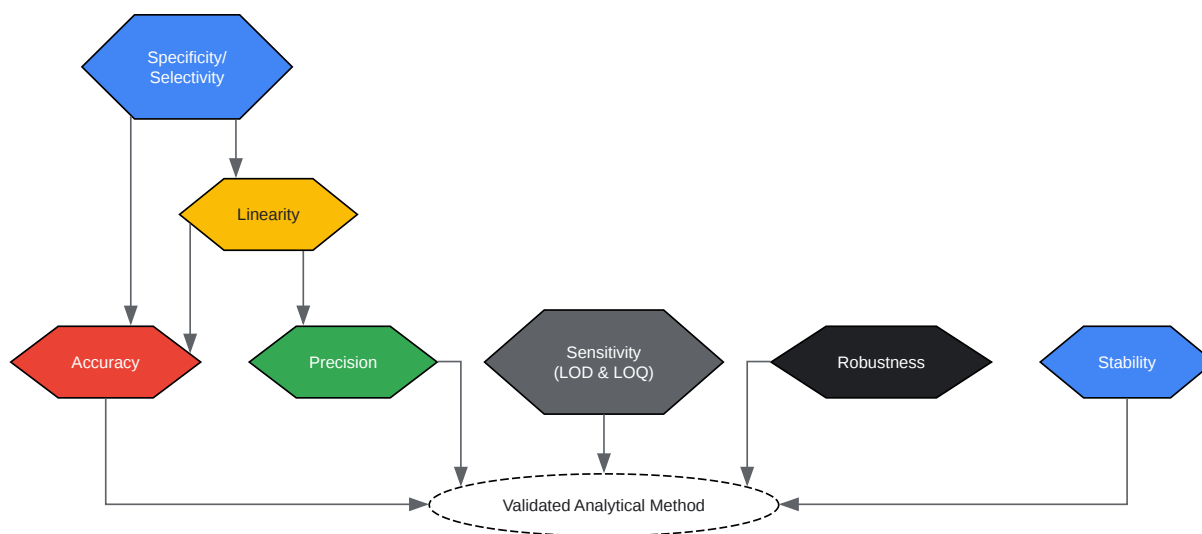 Specificity/
Selectivity
Linearity
Accuracy
Precision
Sensitivity
(LOD & LOQ)
Robustness
Stability
Validated Analytical Method